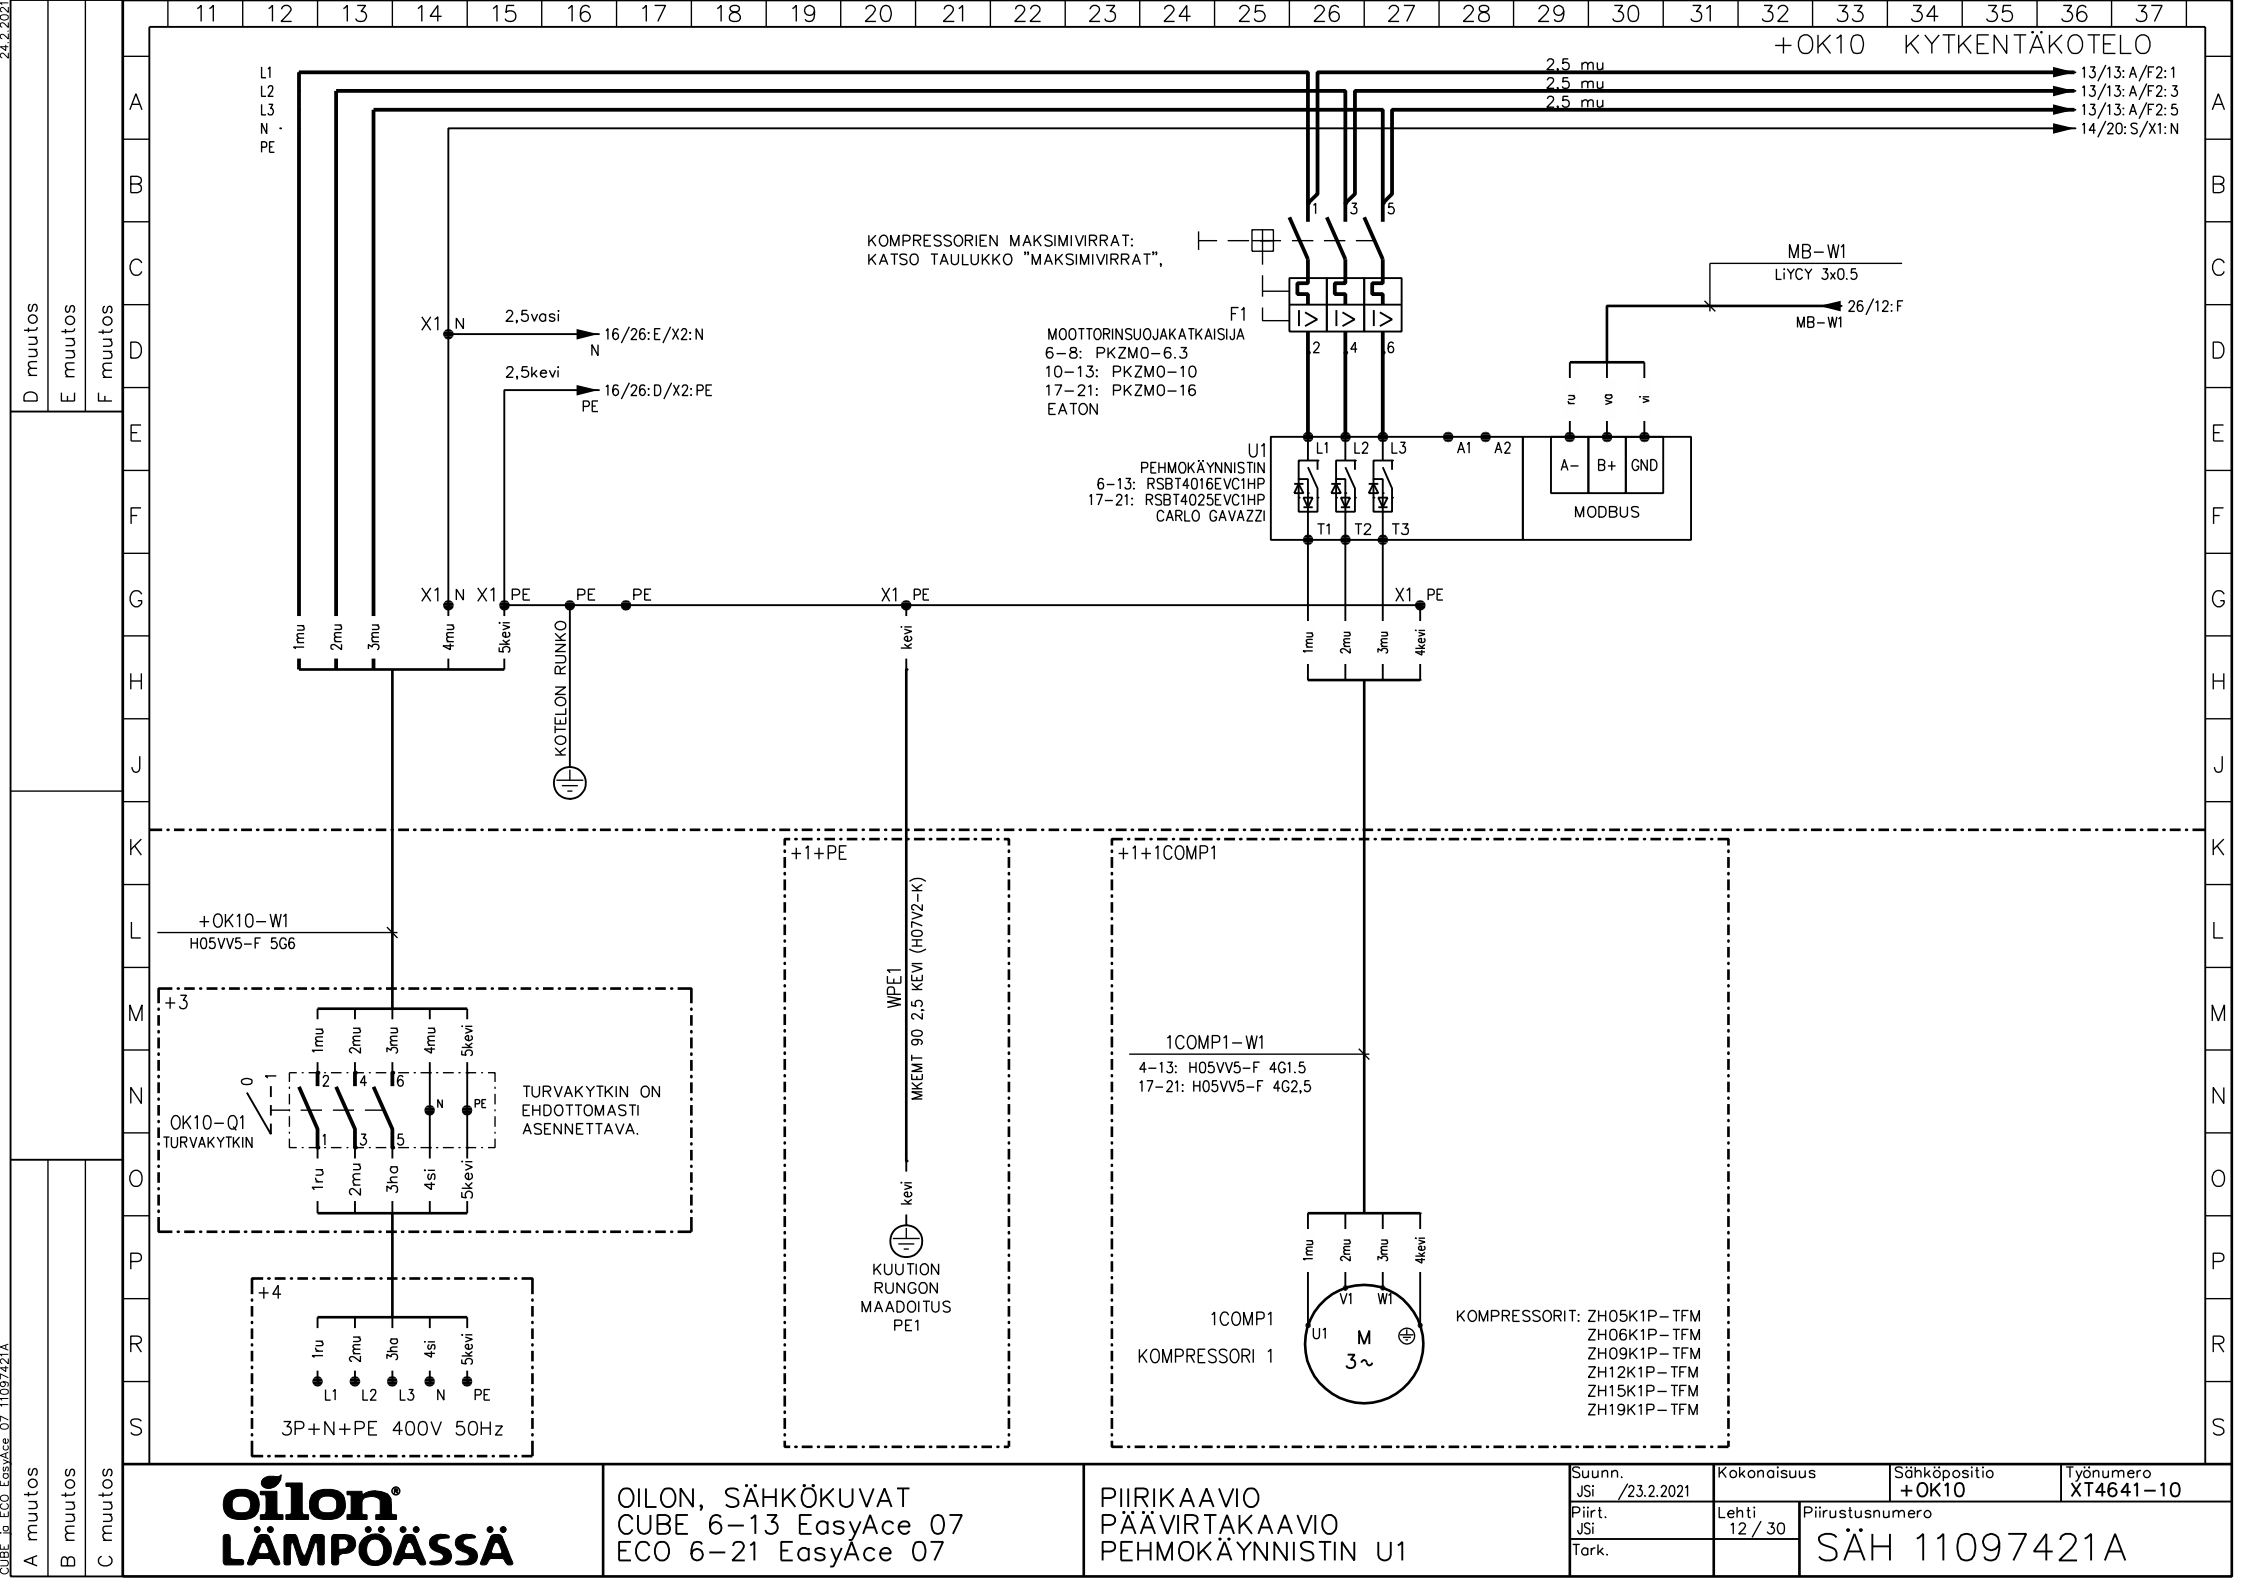 24.2.2021
11 12 13 14 15 16 17 18 19 20 21 22 23 24 25 26 27 28 29 30 31 32 33 34 35 36 37
+OK10 KYTKENTÄKOTELO
L1
L2
L3
N
PE
2,5 mu
2,5 mu
2,5 mu
13/13:A/F2:1
13/13:A/F2:3
13/13:A/F2:5
14/20:S/X1:N
A
B
C
D
E
F
G
H
J
K
L
M
N
O
P
R
S
A
B
C
D
E
F
G
H
J
K
L
M
N
O
P
R
S
D muutos
E muutos
F muutos
A muutos
B muutos
C muutos
CUBE ja ECO EasyAce 07 11097421A
1 3 5
KOMPRESSORIEN MAKSIMIVIRRAT:
KATSO TAULUKKO "MAKSIMIVIRRAT",
F1
I> I> I>
2 4 6
MOOTTORINSUOJAKATKAISIJA
6-8: PKZMO-6.3
10-13: PKZMO-10
17-21: PKZMO-16
EATON
MB-W1
LiYCY 3x0.5
26/12:F
MB-W1
ru va vi
X1 N
2,5vasi
16/26:E/X2:N
N
2,5kevi
16/26:D/X2:PE
PE
U1
PEHMOKÄYNNISTIN
6-13: RSBT4016EVC1HP
17-21: RSBT4025EVC1HP
CARLO GAVAZZI
L1 L2 L3 A1 A2
T1 T2 T3
A- B+ GND
MODBUS
X1 N X1 PE PE PE
X1 PE
X1 PE
1mu 2mu 3mu 4mu 5kevi
KOTELON RUNKO
kevi
1mu 2mu 3mu 4kevi
+1+PE
+1+1COMP1
+OK10-W1
H05VV5-F 5G6
WPE1
MKEMT 90 2,5 KEVI (H07V2-K)
1COMP1-W1
4-13: H05VV5-F 4G1.5
17-21: H05VV5-F 4G2,5
+3
1mu 2mu 3mu 4mu 5kevi
0 1
2 4 6
N PE
1 3 5
OK10-Q1
TURVAKYTKIN
TURVAKYTKIN ON
EHDOTTOMASTI
ASENNETTAVA.
1ru 2mu 3ha 4si 5kevi
kevi
KUUTION
RUNGON
MAADOITUS
PE1
+4
1ru 2mu 3ha 4si 5kevi
L1 L2 L3 N PE
3P+N+PE 400V 50Hz
1mu 2mu 3mu 4kevi
V1 W1
U1 M
3~
1COMP1
KOMPRESSORI 1
KOMPRESSORIT: ZH05K1P-TFM
ZH06K1P-TFM
ZH09K1P-TFM
ZH12K1P-TFM
ZH15K1P-TFM
ZH19K1P-TFM
oilon®
LÄMPÖÄSSÄ
OILON, SÄHKÖKUVAT
CUBE 6-13 EasyAce 07
ECO 6-21 EasyAce 07
PIIRIKAAVIO
PÄÄVIRTAKAAVIO
PEHMOKÄYNNISTIN U1
Suunn.
JSi /23.2.2021
Piirt.
JSi
Tark.
Kokonaisuus
Lehti
12 / 30
Sähköpositio
+OK10
Työnumero
XT4641-10
Piirustusnumero
SÄH 11097421A